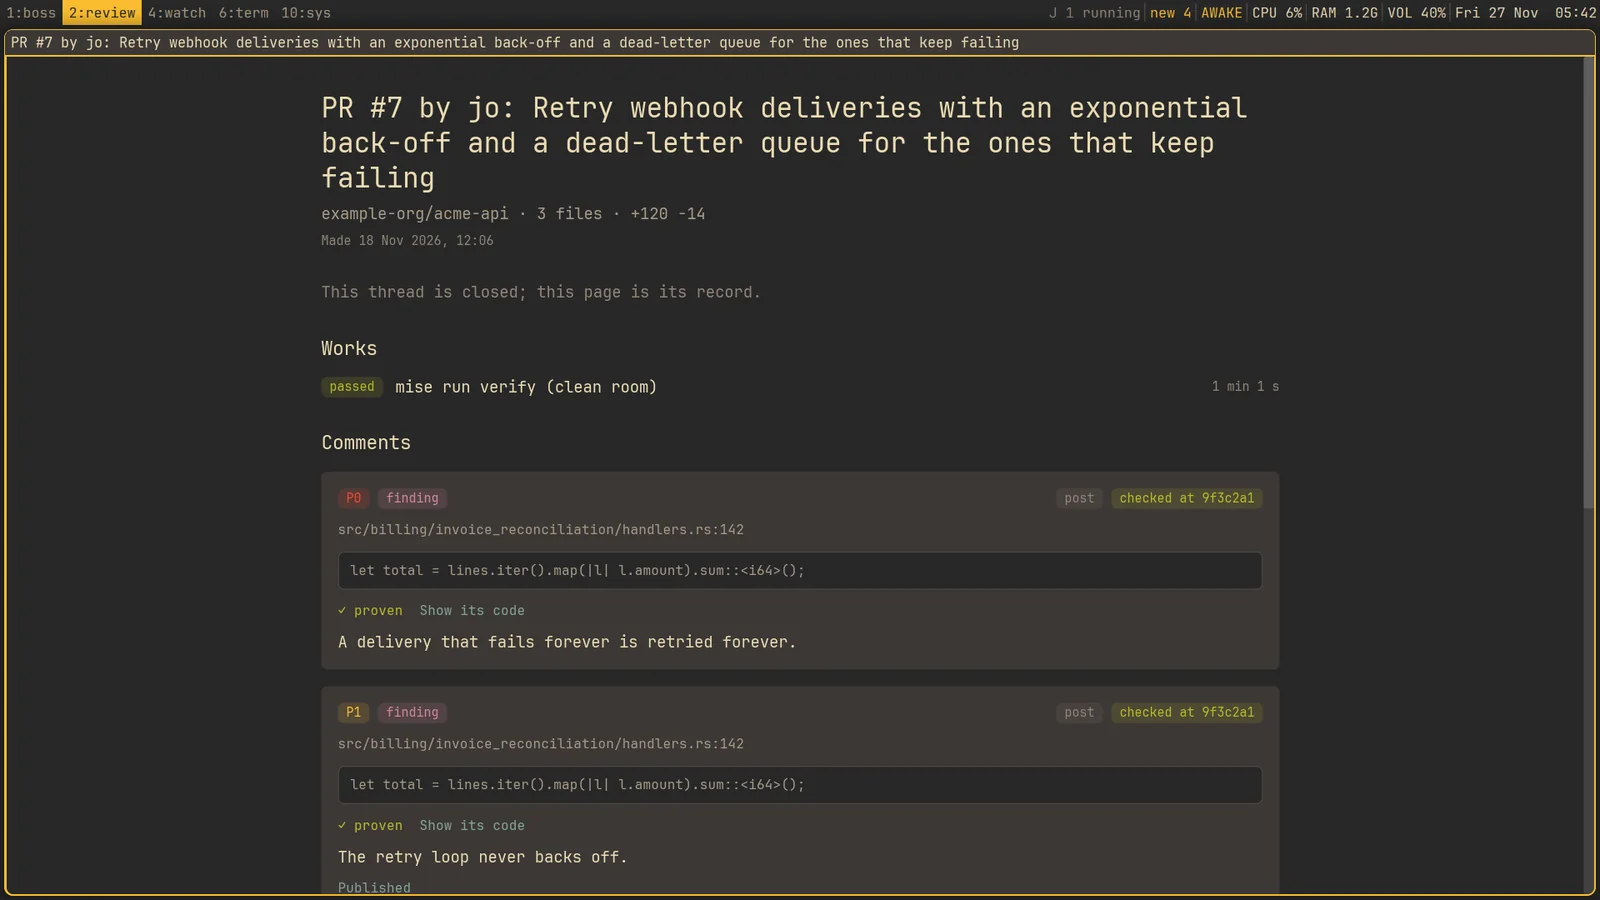 1:boss 2:review 4:watch 6:term 10:sys J 1 running new 4 AWAKE CPU 6% RAM 1.2G VOL 40% Fri 27 Nov 05:42
PR #7 by jo: Retry webhook deliveries with an exponential back-off and a dead-letter queue for the ones that keep failing
PR #7 by jo: Retry webhook deliveries with an exponential
back-off and a dead-letter queue for the ones that keep
failing
example-org/acme-api · 3 files · +120 -14
Made 18 Nov 2026, 12:06
This thread is closed; this page is its record.
Works
passed mise run verify (clean room) 1 min 1 s
Comments
P0 finding post checked at 9f3c2a1
src/billing/invoice_reconciliation/handlers.rs:142
let total = lines.iter().map(|l| l.amount).sum::<i64>();
✓ proven Show its code
A delivery that fails forever is retried forever.
P1 finding post checked at 9f3c2a1
src/billing/invoice_reconciliation/handlers.rs:142
let total = lines.iter().map(|l| l.amount).sum::<i64>();
✓ proven Show its code
The retry loop never backs off.
Published